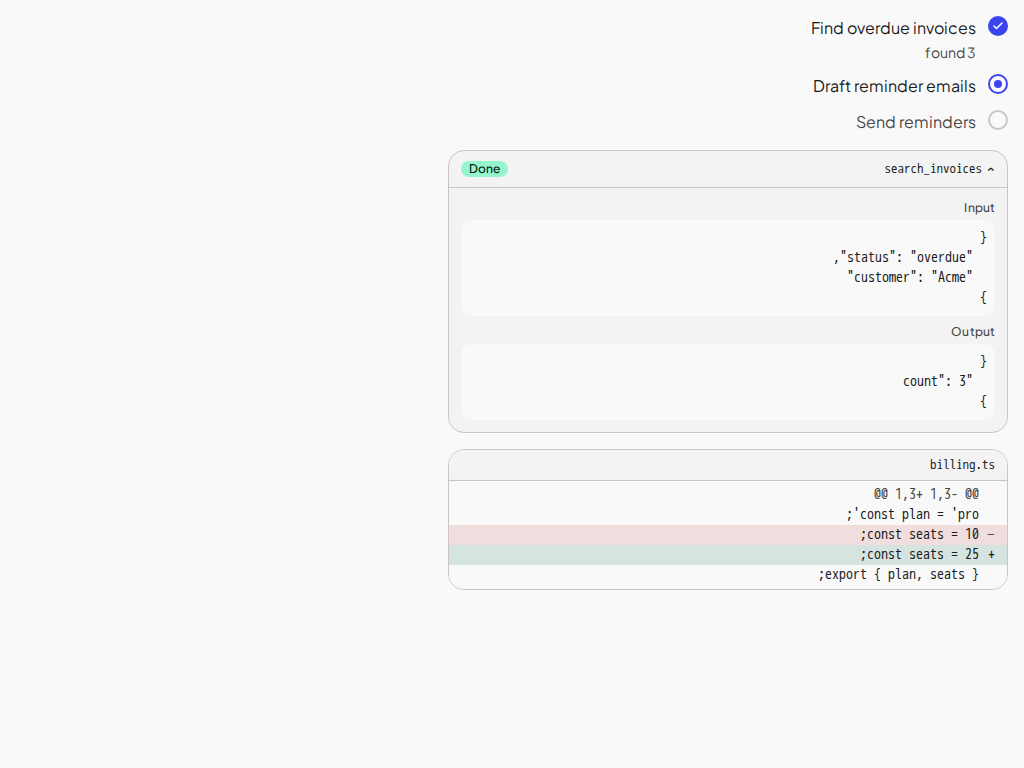 Find overdue invoices
found 3
Draft reminder emails
Send reminders
Done
search_invoices
Input
}
,"status": "overdue"
"customer": "Acme"
{
Output
}
count": 3"
{
billing.ts
@@ 1,3+ 1,3- @@
;'const plan = 'pro
;const seats = 10 −
;const seats = 25 +
;export { plan, seats }